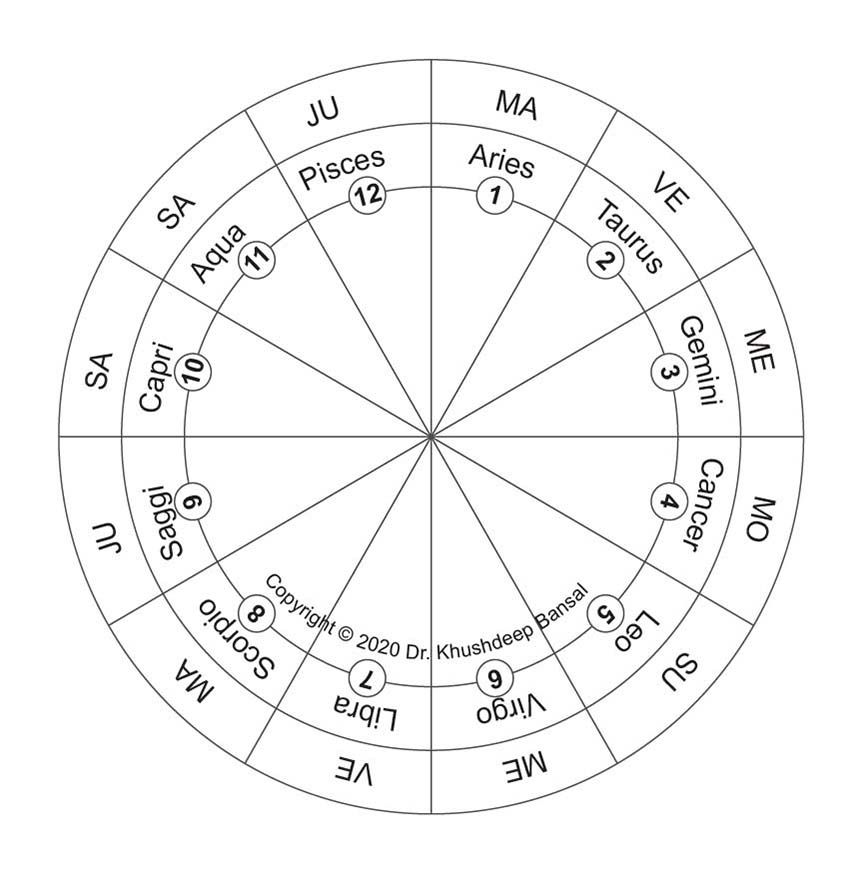 MA
Aries
1
VE
Taurus
2
ME
Gemini
3
MO
Cancer
4
SU
Leo
5
ME
Virgo
6
VE
Libra
7
MA
Scorpio
8
JU
Saggi
9
SA
Capri
10
SA
Aqua
11
JU
Pisces
12
Copyright © 2020 Dr. Khushdeep Bansal